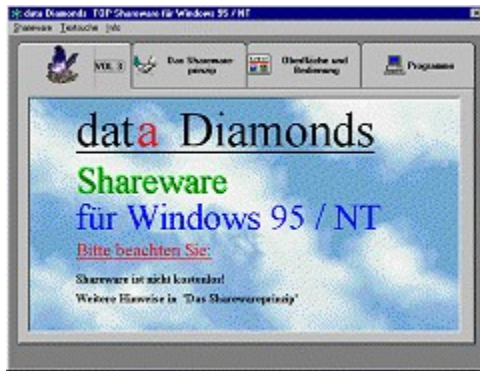 data Diamonds TOP Shareware für Windows 95 / NT
Shareware Textsuche Info
VOL 3
Das Shareware-
prinzip
Oberfläche und
Bedienung
Programme
data Diamonds
Shareware
für Windows 95 / NT
Bitte beachten Sie:
Shareware ist nicht kostenlos!
Weitere Hinweise in "Das Sharewareprinzip"